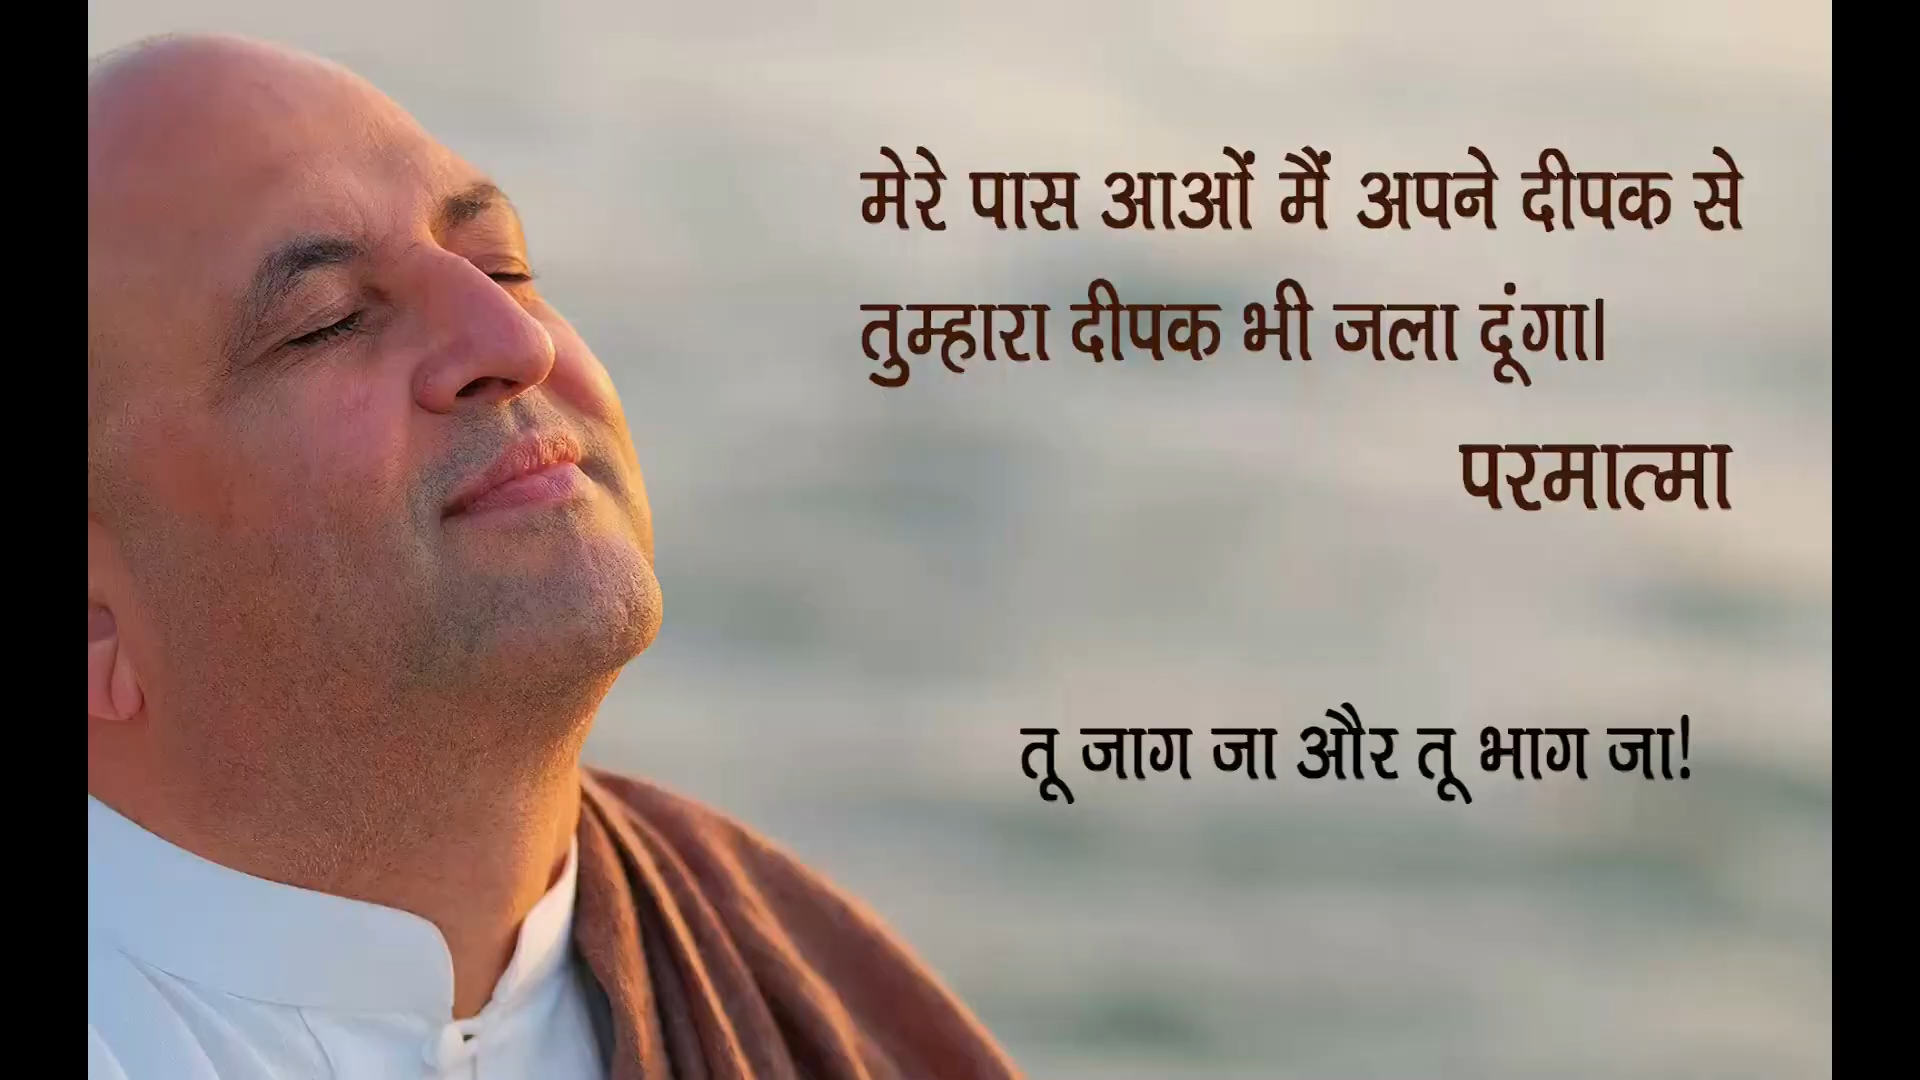 मेरे पास आओं मैं अपने दीपक से
तुम्हारा दीपक भी जला दूंगा।
परमात्मा
तू जाग जा और तू भाग जा!